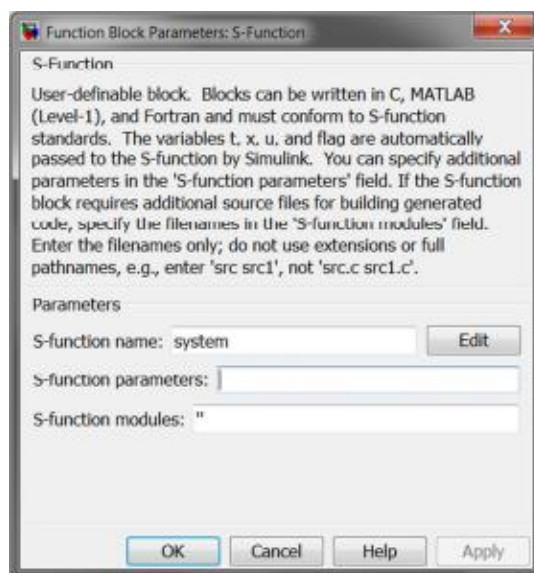 Function Block Parameters: S-Function
S-Function
User-definable block. Blocks can be written in C, MATLAB
(Level-1), and Fortran and must conform to S-function
standards. The variables t, x, u, and flag are automatically
passed to the S-function by Simulink. You can specify additional
parameters in the 'S-function parameters' field. If the S-function
block requires additional source files for building generated
code, specify the filenames in the 'S-function modules' field.
Enter the filenames only; do not use extensions or full
pathnames, e.g., enter 'src src1', not 'src.c src1.c'.
Parameters
S-function name: system Edit
S-function parameters:
S-function modules: ''
OK Cancel Help Apply